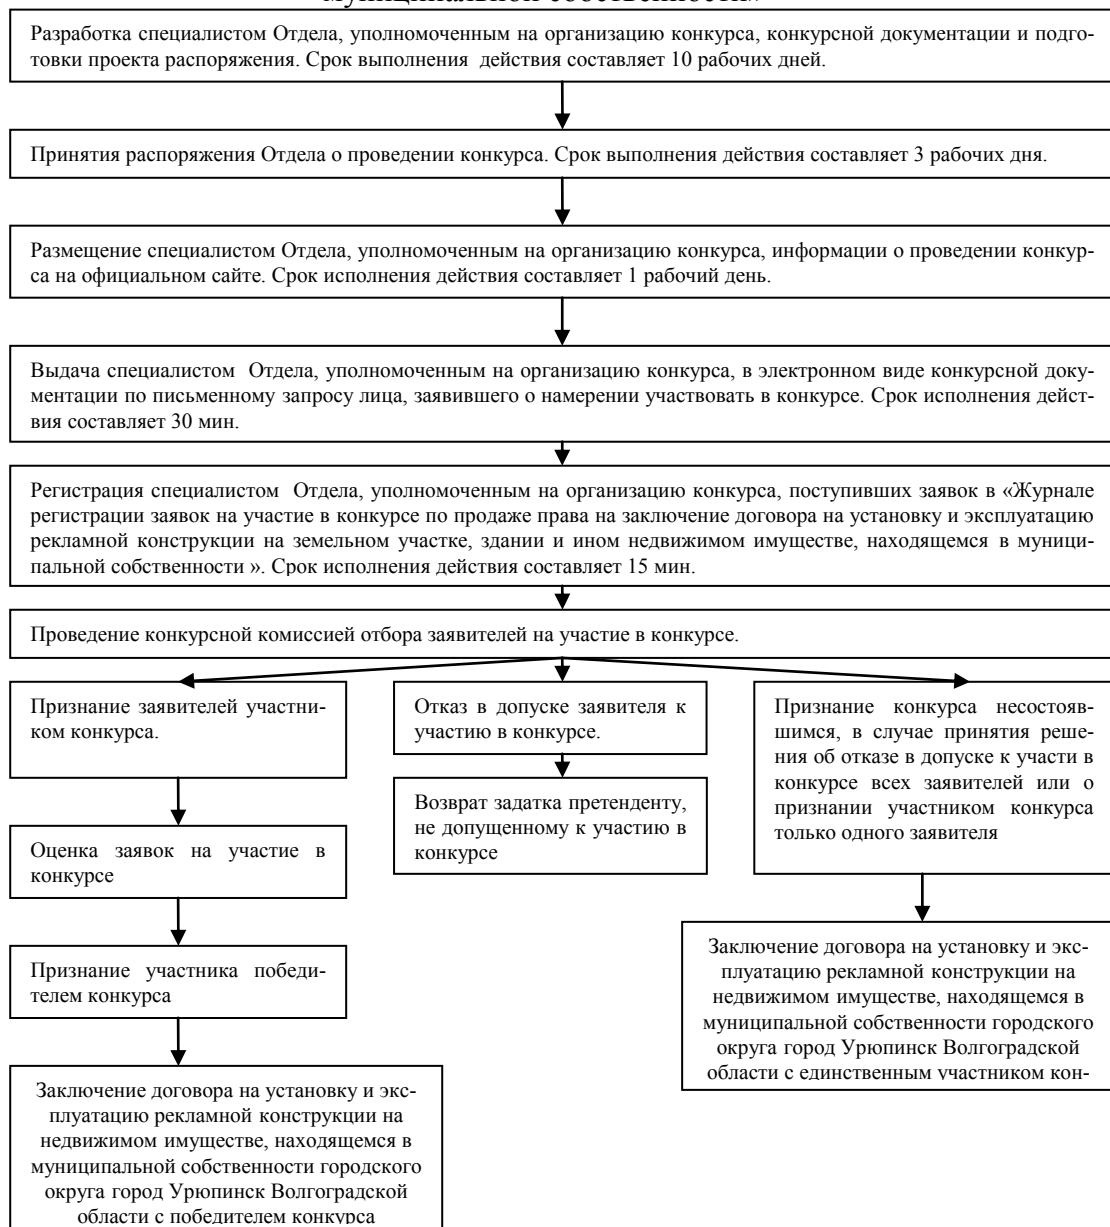 муниципальной собственности»
Разработка специалистом Отдела, уполномоченным на организацию конкурса, конкурсной документации и подго-
товки проекта распоряжения. Срок выполнения действия составляет 10 рабочих дней.
Принятия распоряжения Отдела о проведении конкурса. Срок выполнения действия составляет 3 рабочих дня.
Размещение специалистом Отдела, уполномоченным на организацию конкурса, информации о проведении конкур-
са на официальном сайте. Срок исполнения действия составляет 1 рабочий день.
Выдача специалистом Отдела, уполномоченным на организацию конкурса, в электронном виде конкурсной доку-
ментации по письменному запросу лица, заявившего о намерении участвовать в конкурсе. Срок исполнения дейст-
вия составляет 30 мин.
Регистрация специалистом Отдела, уполномоченным на организацию конкурса, поступивших заявок в «Журнале
регистрации заявок на участие в конкурсе по продаже права на заключение договора на установку и эксплуатацию
рекламной конструкции на земельном участке, здании и ином недвижимом имуществе, находящемся в муници-
пальной собственности ». Срок исполнения действия составляет 15 мин.
Проведение конкурсной комиссией отбора заявителей на участие в конкурсе.
Признание заявителей участни-
ком конкурса.
Оценка заявок на участие в
конкурсе
Признание участника победи-
телем конкурса
Заключение договора на установку и экс-
плуатацию рекламной конструкции на
недвижимом имуществе, находящемся в
муниципальной собственности городского
округа город Урюпинск Волгоградской
области с победителем конкурса
Отказ в допуске заявителя к
участию в конкурсе.
Возврат задатка претенденту,
не допущенному к участию в
конкурсе
Признание конкурса несостояв-
шимся, в случае принятия реше-
ния об отказе в допуске к участи в
конкурсе всех заявителей или о
признании участником конкурса
только одного заявителя
Заключение договора на установку и экс-
плуатацию рекламной конструкции на
недвижимом имуществе, находящемся в
муниципальной собственности городского
округа город Урюпинск Волгоградской
области с единственным участником кон-